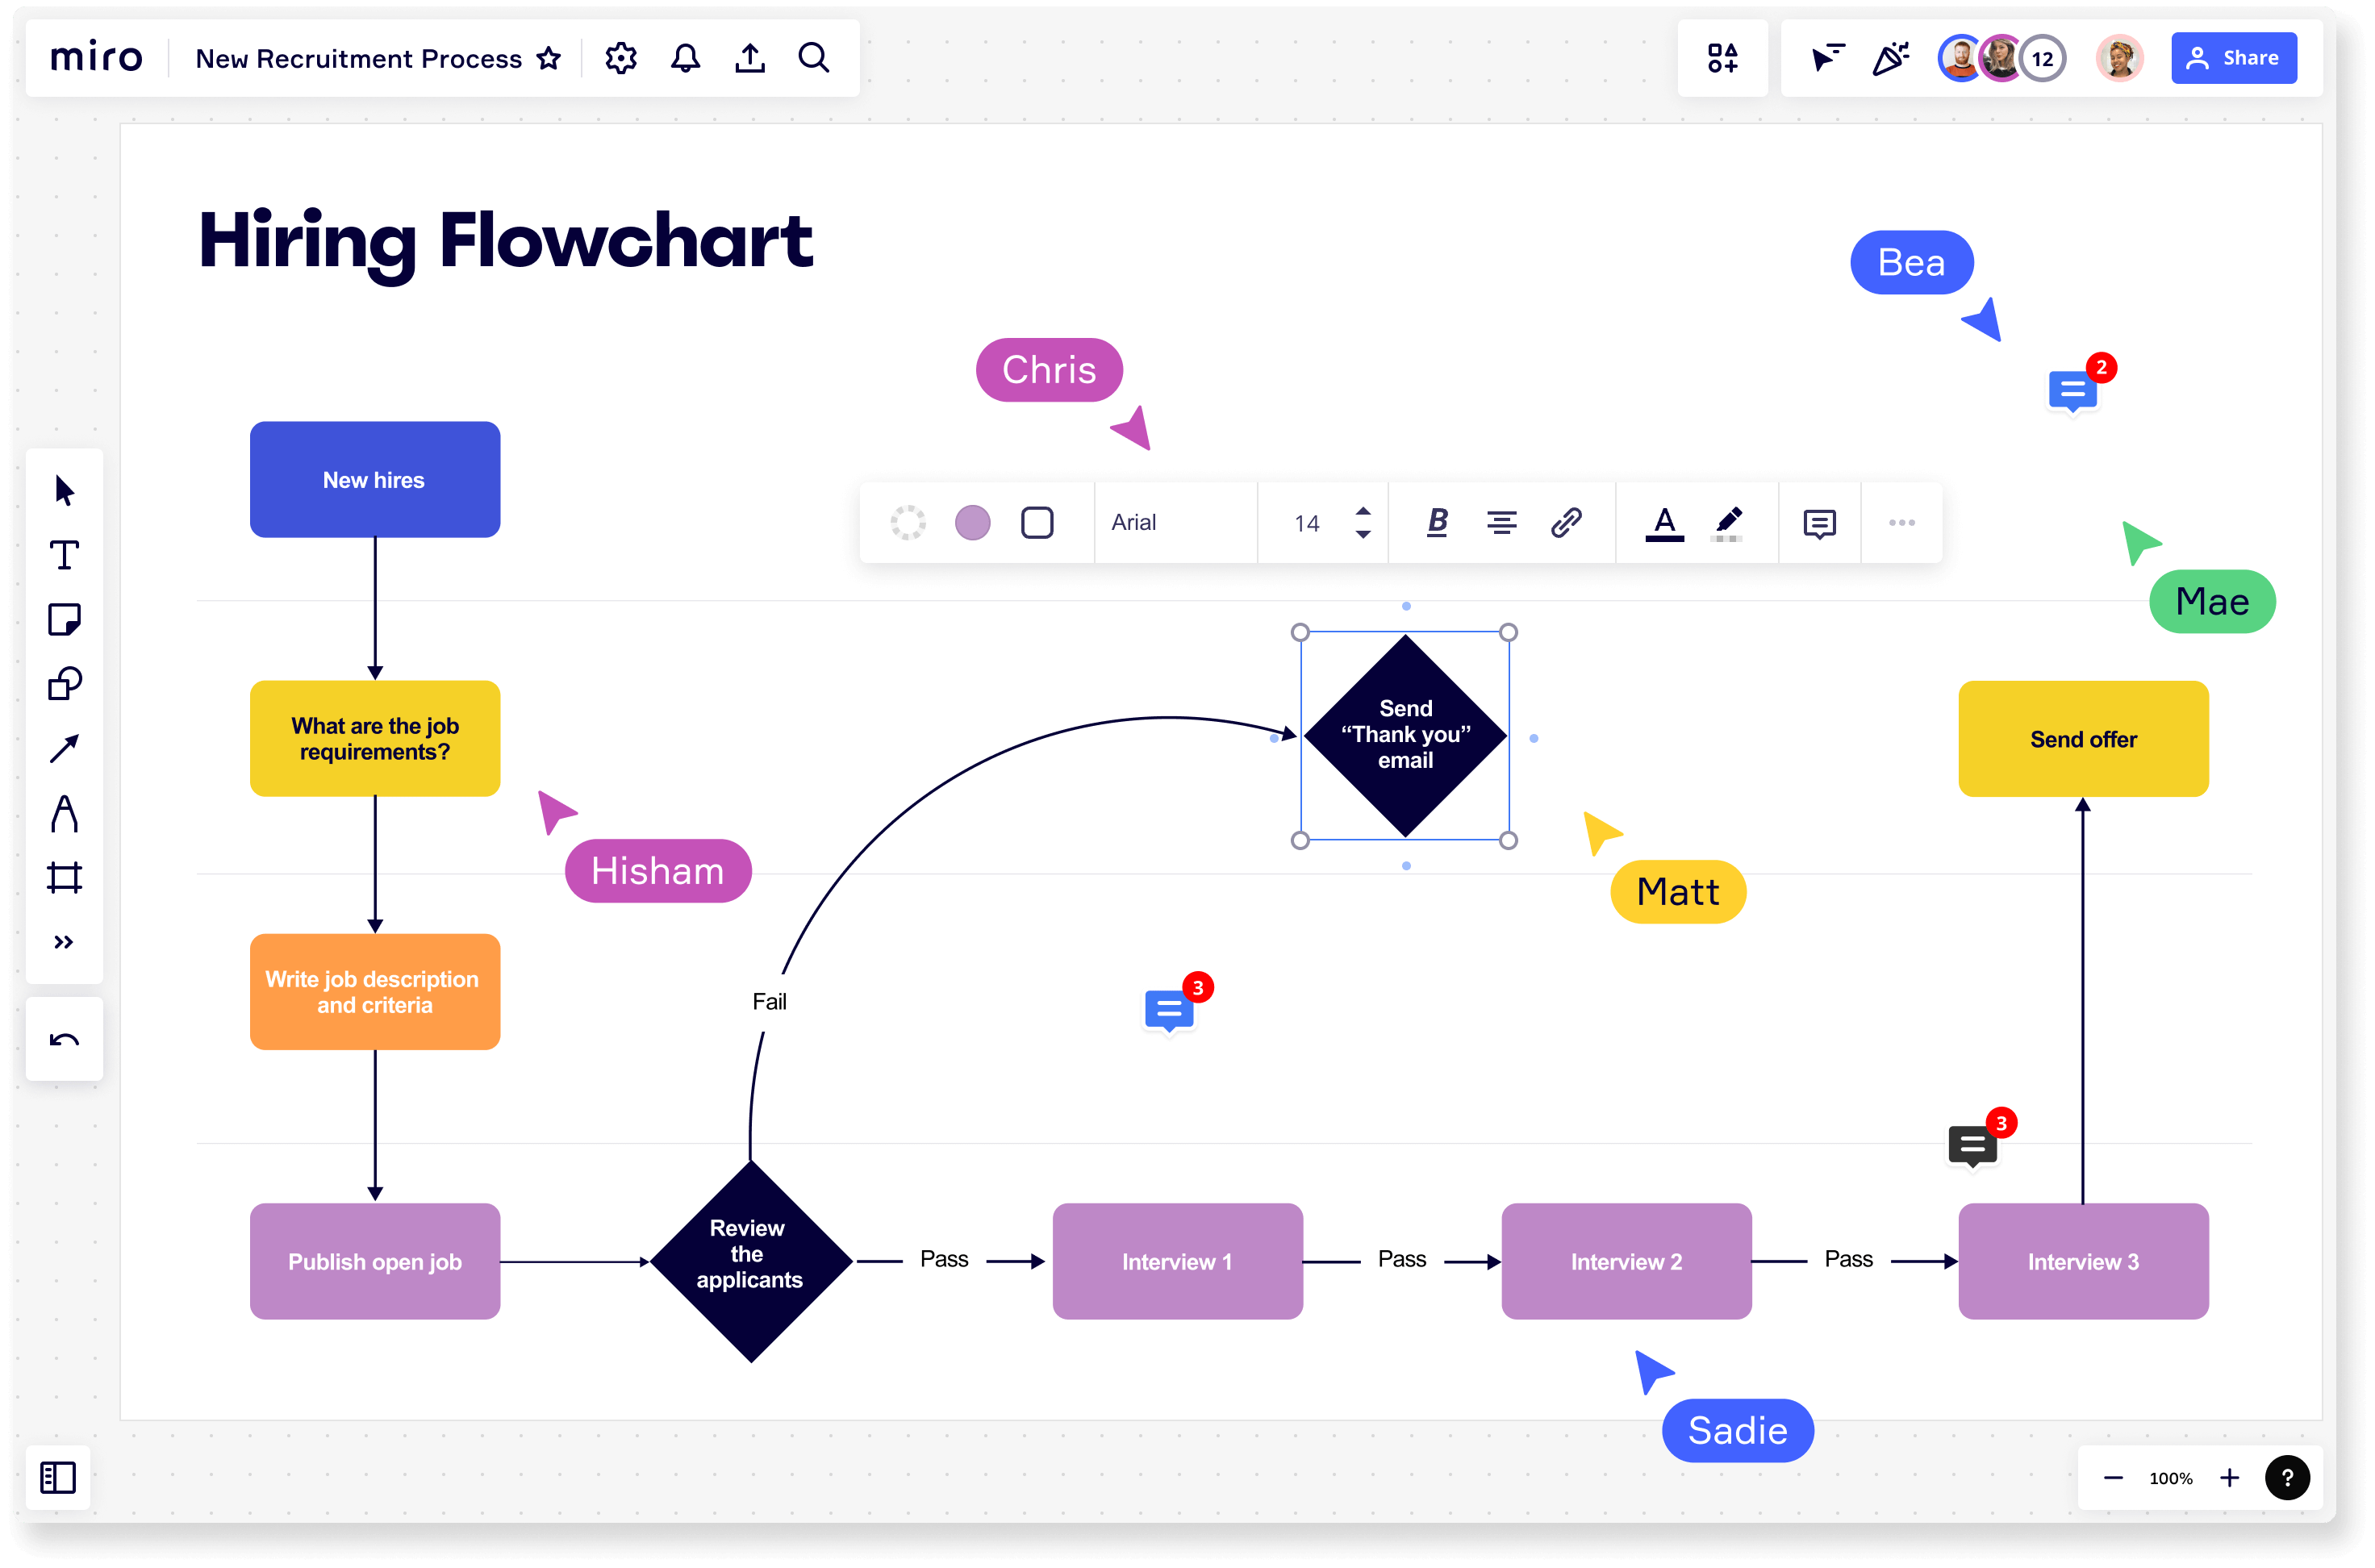 miro
New Recruitment Process
12
Share
Hiring Flowchart
Bea
Chris
2
New hires
Arial
14
B
A
Mae
What are the job
requirements?
Send
“Thank you”
email
Send offer
Hisham
Matt
Write job description
and criteria
Fail
3
3
Publish open job
Review
the
applicants
Pass
Interview 1
Pass
Interview 2
Pass
Interview 3
Sadie
100%
?